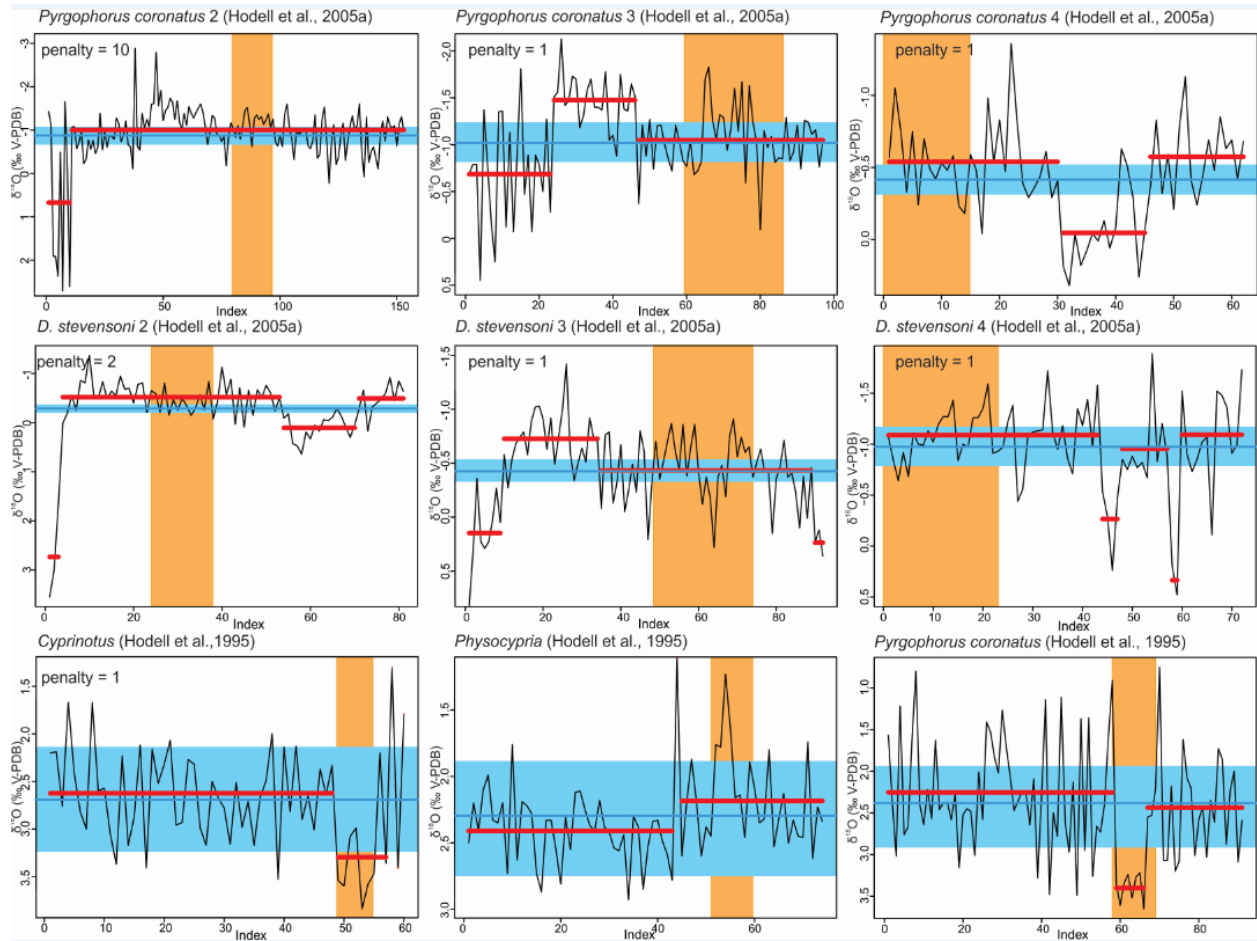 Pyrgophorus coronatus 2 (Hodell et al., 2005a)
penalty = 10
δ¹⁸O (‰ V-PDB)
-3
-2
-1
0
1
2
0 50 100 150
Index
Pyrgophorus coronatus 3 (Hodell et al., 2005a)
penalty = 1
δ¹⁸O (‰ V-PDB)
-2.0
-1.5
-1.0
-0.5
0
0.5
0 20 40 60 80 100
Index
Pyrgophorus coronatus 4 (Hodell et al., 2005a)
penalty = 1
δ¹⁸O (‰ V-PDB)
-1.0
-0.5
0.0
0 10 20 30 40 50 60
Index
D. stevensoni 2 (Hodell et al., 2005a)
penalty = 2
δ¹⁸O (‰ V-PDB)
-1
0
1
2
3
0 20 40 60 80
Index
D. stevensoni 3 (Hodell et al., 2005a)
penalty = 1
δ¹⁸O (‰ V-PDB)
-1.5
-1.0
-0.5
0.0
0.5
0 20 40 60 80
Index
D. stevensoni 4 (Hodell et al., 2005a)
penalty = 1
δ¹⁸O (‰ V-PDB)
-1.5
-1.0
-0.5
0.0
0.5
0 10 20 30 40 50 60 70
Index
Cyprinotus (Hodell et al.,1995)
penalty = 1
δ¹⁸O (‰ V-PDB)
1.5
2.0
2.5
3.0
3.5
0 10 20 30 40 50 60
Index
Physocypria (Hodell et al., 1995)
δ¹⁸O (‰ V-PDB)
1.5
2.0
2.5
3.0
0 20 40 60
Index
Pyrgophorus coronatus (Hodell et al., 1995)
δ¹⁸O (‰ V-PDB)
1.0
1.5
2.0
2.5
3.0
3.5
0 20 40 60 80
Index